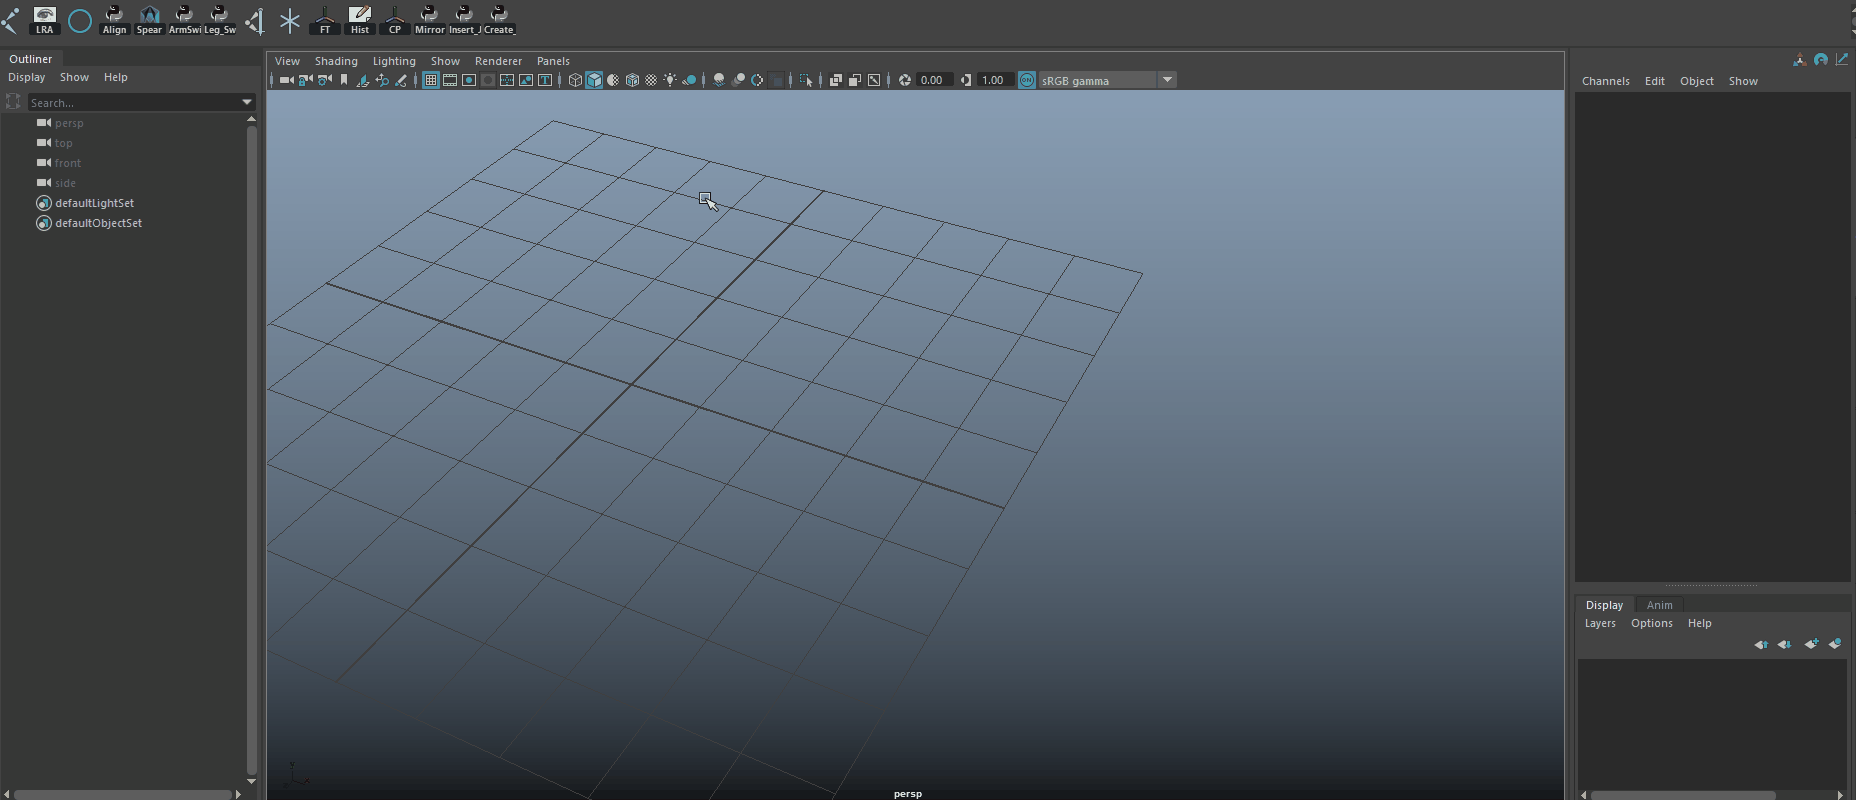 LRA Align Spear ArmSwi Leg_Sw FT Hist CP Mirror Insert_J Create_
Outliner
Display Show Help
Search...
persp
top
front
side
defaultLightSet
defaultObjectSet
View Shading Lighting Show Renderer Panels
0.00 1.00 ON sRGB gamma
persp
Channels Edit Object Show
Display Anim
Layers Options Help